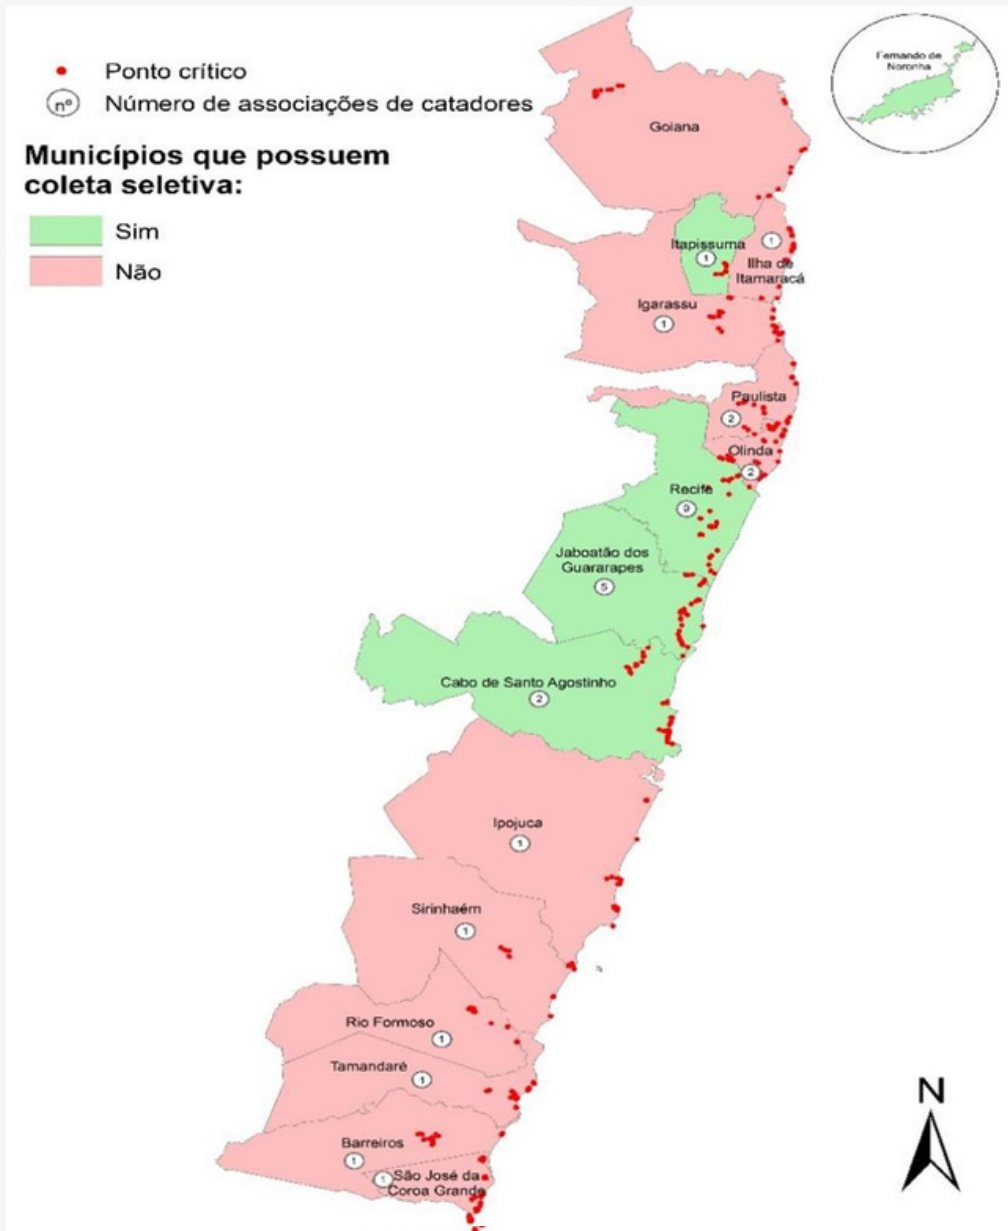 Ponto crítico
nº
Número de associações de catadores
Municípios que possuem
coleta seletiva:
Sim
Não
Fernando de
Noronha
Goiana
Itapissuma
1
1
Ilha de
Itamaracá
Igarassu
1
Paulista
2
Olinda
2
Recife
9
Jaboatão dos
Guararapes
5
Cabo de Santo Agostinho
2
Ipojuca
1
Sirinhaém
1
Rio Formoso
1
Tamandaré
1
Barreiros
1
1
São José da
Coroa Grande
N